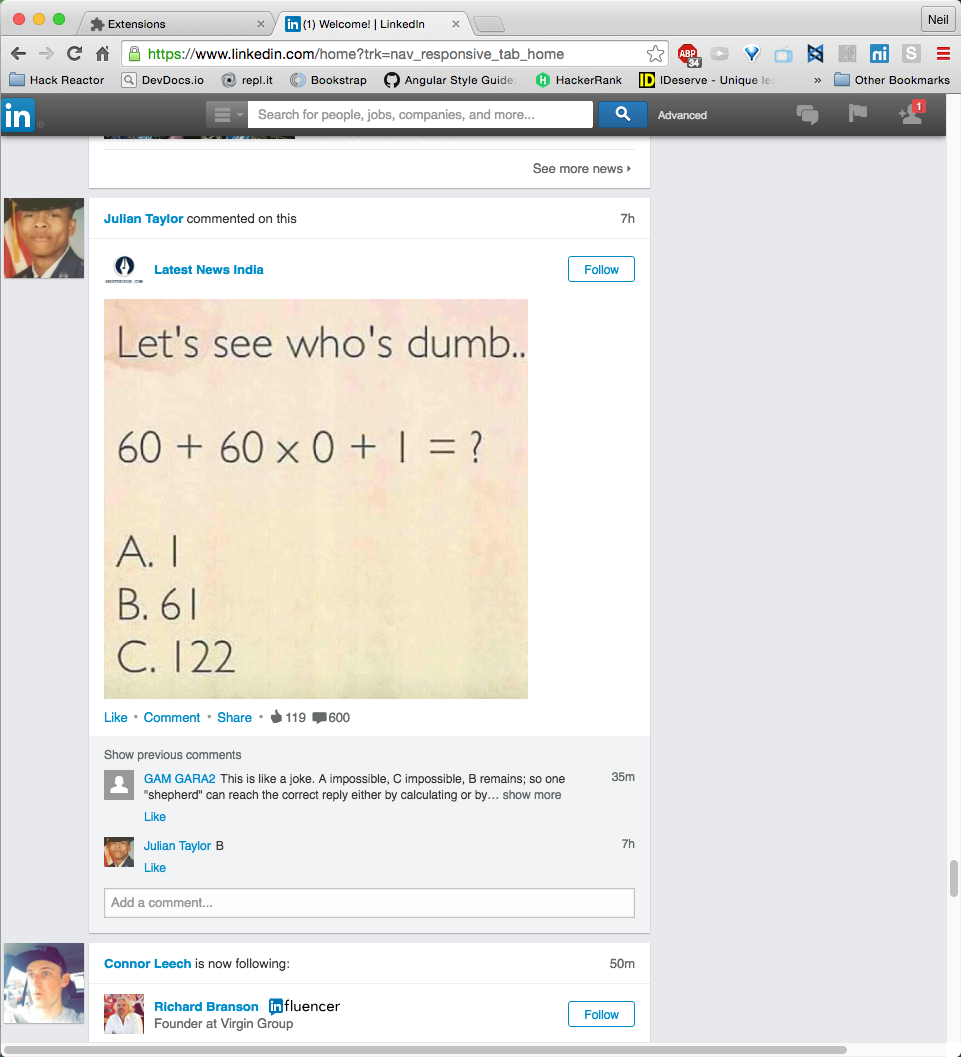 Extensions
(1) Welcome! | LinkedIn
Neil
https://www.linkedin.com/home?trk=nav_responsive_tab_home
ABP
34
ni
S
Hack Reactor
DevDocs.io
repl.it
Bookstrap
Angular Style Guide:
HackerRank
IDeserve - Unique le
»
Other Bookmarks
in
Search for people, jobs, companies, and more...
Advanced
1
See more news
Julian Taylor commented on this
7h
Latest News India
Follow
Let's see who's dumb..
60 + 60 x 0 + 1 = ?
A. 1
B. 61
C. 122
Like • Comment • Share • 119 600
Show previous comments
GAM GARA2 This is like a joke. A impossible, C impossible, B remains; so one
35m
"shepherd" can reach the correct reply either by calculating or by… show more
Like
Julian Taylor B
7h
Like
Add a comment...
Connor Leech is now following:
50m
Richard Branson influencer
Founder at Virgin Group
Follow